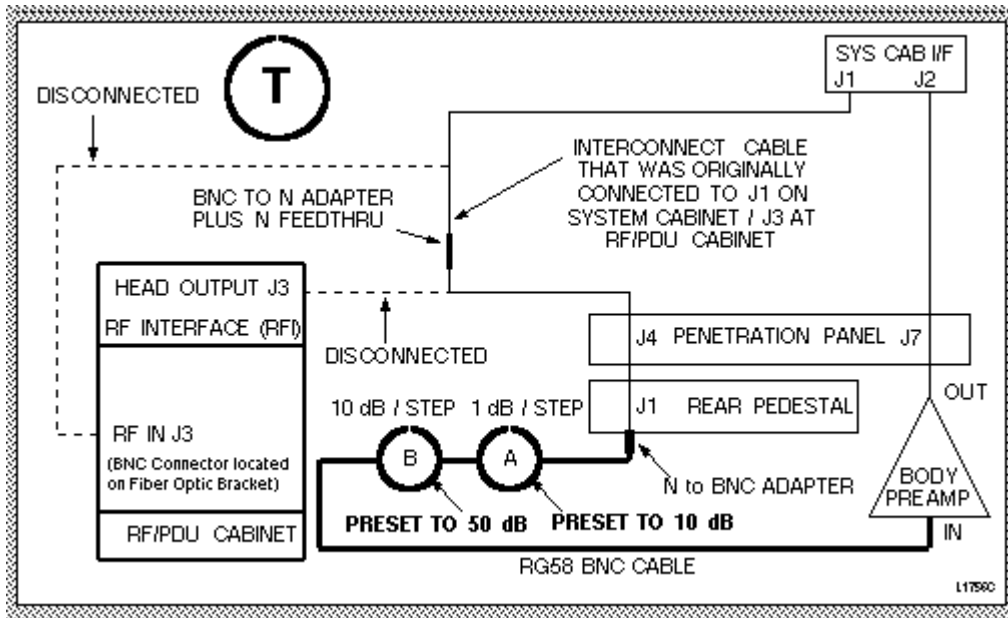 T
DISCONNECTED
SYS CAB I/F
J1 J2
INTERCONNECT CABLE
THAT WAS ORIGINALLY
CONNECTED TO J1 ON
SYSTEM CABINET / J3 AT
RF/PDU CABINET
BNC TO N ADAPTER
PLUS N FEEDTHRU
HEAD OUTPUT J3
RF INTERFACE (RFI)
DISCONNECTED
J4 PENETRATION PANEL J7
10 dB / STEP 1 dB / STEP
J1 REAR PEDESTAL
OUT
RF IN J3
(BNC Connector located
on Fiber Optic Bracket)
B
A
N to BNC ADAPTER
BODY
PREAMP
PRESET TO 50 dB PRESET TO 10 dB
RF/PDU CABINET
IN
RG58 BNC CABLE
L1756C